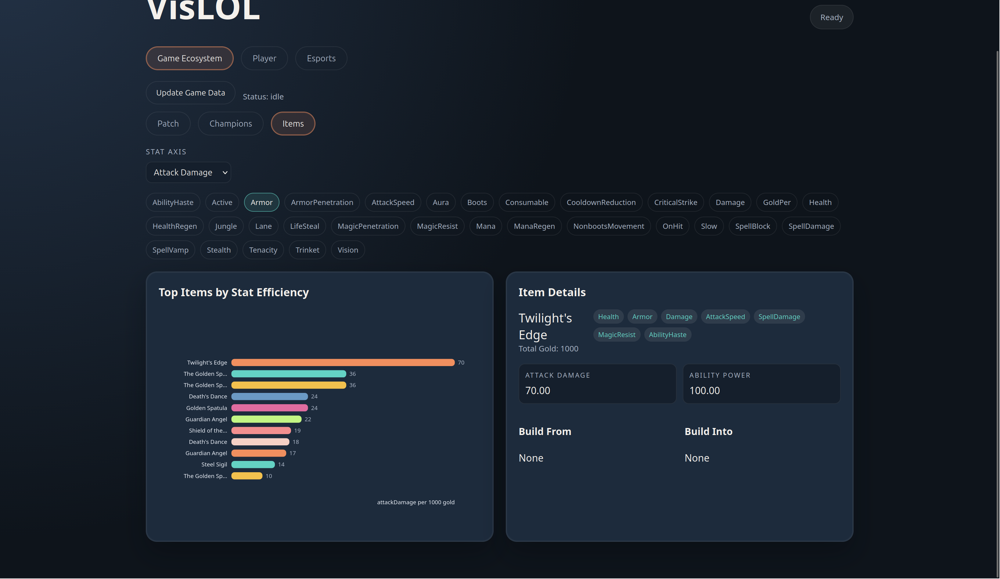 VisLOL
Ready
Game Ecosystem Player Esports
Update Game Data Status: idle
Patch Champions Items
STAT AXIS
Attack Damage
AbilityHaste Active Armor ArmorPenetration AttackSpeed Aura Boots Consumable CooldownReduction CriticalStrike Damage GoldPer Health
HealthRegen Jungle Lane LifeSteal MagicPenetration MagicResist Mana ManaRegen NonbootsMovement OnHit Slow SpellBlock SpellDamage
SpellVamp Stealth Tenacity Trinket Vision
Top Items by Stat Efficiency
Twilight's Edge 70
The Golden Sp... 36
The Golden Sp... 36
Death's Dance 24
Golden Spatula 24
Guardian Angel 22
Shield of the... 19
Death's Dance 18
Guardian Angel 17
Steel Sigil 14
The Golden Sp... 10
attackDamage per 1000 gold
Item Details
Twilight's
Edge
Total Gold: 1000
Health Armor Damage AttackSpeed SpellDamage
MagicResist AbilityHaste
ATTACK DAMAGE
70.00
ABILITY POWER
100.00
Build From
None
Build Into
None